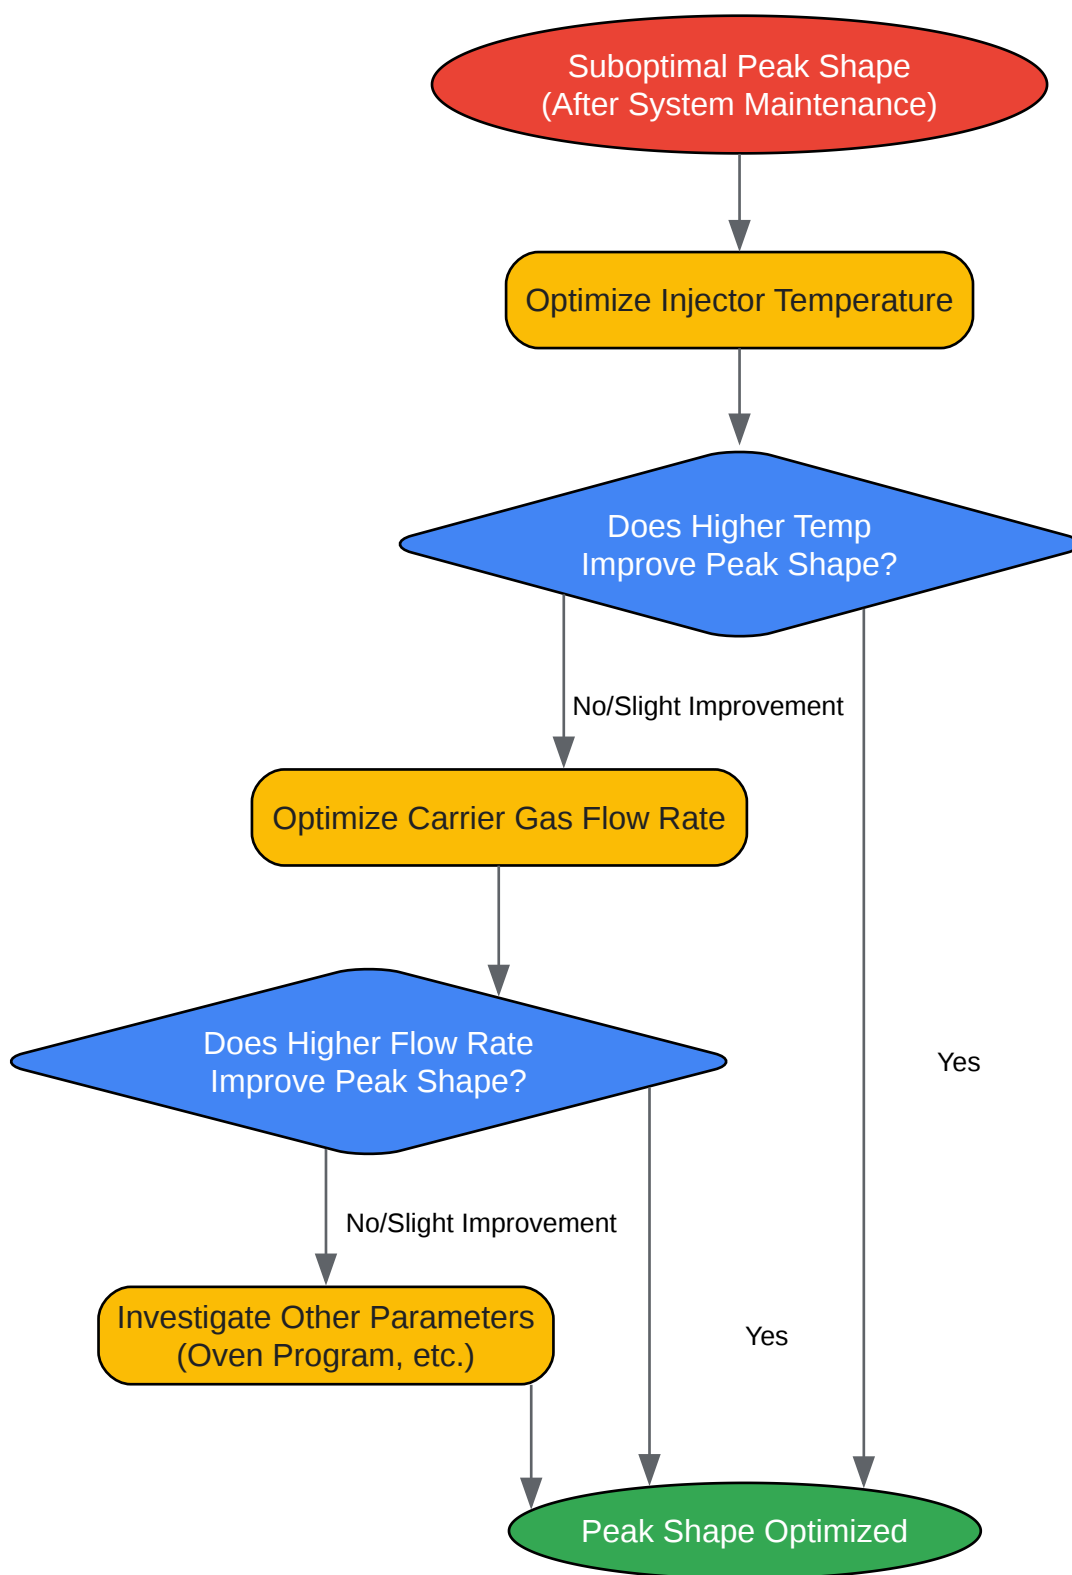 Suboptimal Peak Shape
(After System Maintenance)
Optimize Injector Temperature
Does Higher Temp
Improve Peak Shape?
No/Slight Improvement
Optimize Carrier Gas Flow Rate
Does Higher Flow Rate
Improve Peak Shape?
Yes
No/Slight Improvement
Investigate Other Parameters
(Oven Program, etc.)
Yes
Peak Shape Optimized